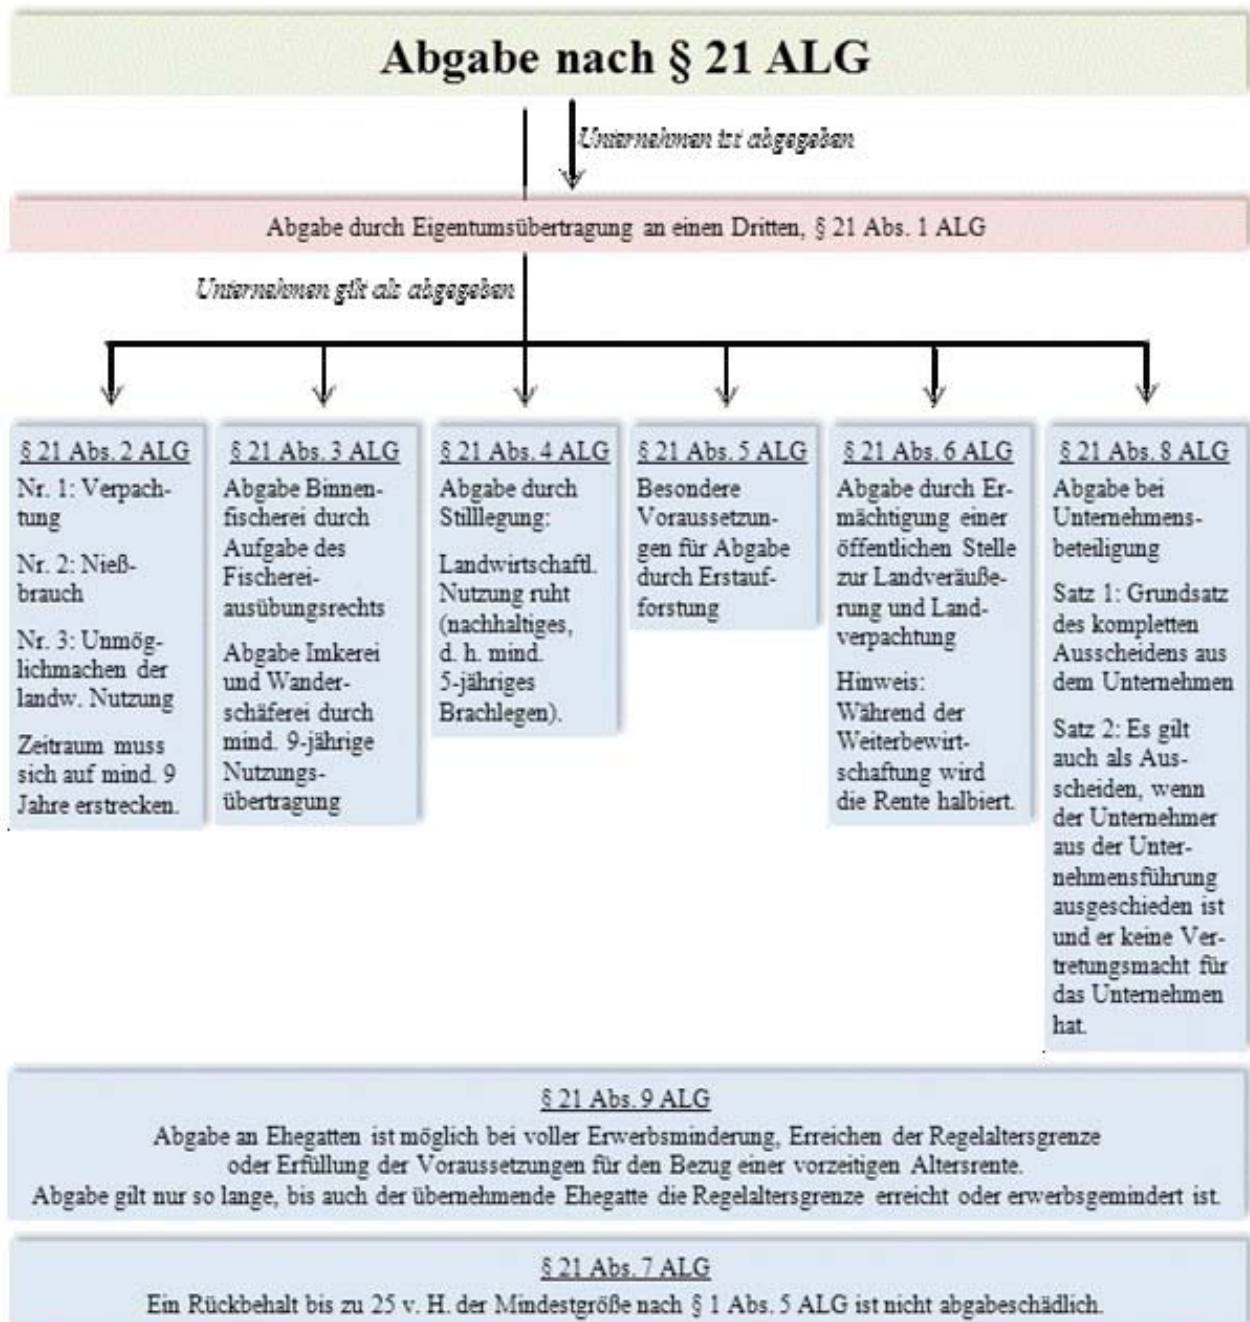 Abgabe nach § 21 ALG
Unternehmen ist abgegeben
Abgabe durch Eigentumsübertragung an einen Dritten, § 21 Abs. 1 ALG
Unternehmen gilt als abgegeben
§ 21 Abs. 2 ALG
Nr. 1: Verpach-
tung
Nr. 2: Nieß-
brauch
Nr. 3: Unmög-
lichmachen der
landw. Nutzung
Zeitraum muss
sich auf mind. 9
Jahre erstrecken.
§ 21 Abs. 3 ALG
Abgabe Binnen-
fischerei durch
Aufgabe des
Fischerei-
ausübungsrechts
Abgabe Imkerei
und Wander-
schäferei durch
mind. 9-jährige
Nutzungs-
übertragung
§ 21 Abs. 4 ALG
Abgabe durch
Stilllegung:
Landwirtschaftl.
Nutzung ruht
(nachhaltiges,
d. h. mind.
5-jähriges
Brachlegen).
§ 21 Abs. 5 ALG
Besondere
Voraussetzun-
gen für Abgabe
durch Erstauf-
forstung
§ 21 Abs. 6 ALG
Abgabe durch Er-
mächtigung einer
öffentlichen Stelle
zur Landveräuße-
rung und Land-
verpachtung
Hinweis:
Während der
Weiterbewirt-
schaftung wird
die Rente halbiert.
§ 21 Abs. 8 ALG
Abgabe bei
Unternehmens-
beteiligung
Satz 1: Grundsatz
des kompletten
Ausscheidens aus
dem Unternehmen
Satz 2: Es gilt
auch als Aus-
scheiden, wenn
der Unternehmer
aus der Unter-
nehmensführung
ausgeschieden ist
und er keine Ver-
tretungsmacht für
das Unternehmen
hat.
§ 21 Abs. 9 ALG
Abgabe an Ehegatten ist möglich bei voller Erwerbsminderung, Erreichen der Regelaltersgrenze
oder Erfüllung der Voraussetzungen für den Bezug einer vorzeitigen Altersrente.
Abgabe gilt nur so lange, bis auch der übernehmende Ehegatte die Regelaltersgrenze erreicht oder erwerbsgemindert ist.
§ 21 Abs. 7 ALG
Ein Rückbehalt bis zu 25 v. H. der Mindestgröße nach § 1 Abs. 5 ALG ist nicht abgabeschädlich.